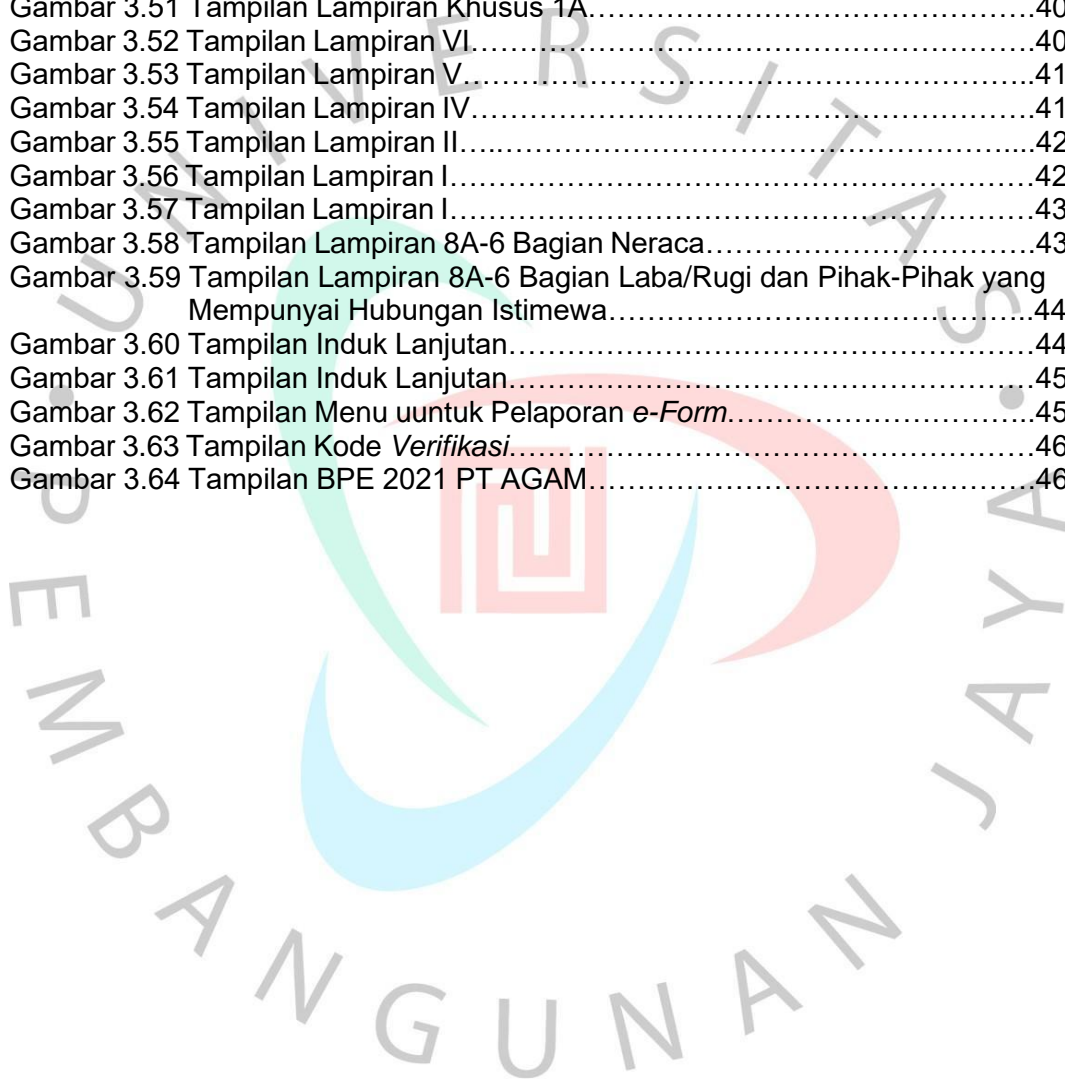 Gambar 3.51 Tampilan Lampiran Khusus 1A……………………………………….40
Gambar 3.52 Tampilan Lampiran VI…………………………………………………….40
Gambar 3.53 Tampilan Lampiran V……………………………………………………..41
Gambar 3.54 Tampilan Lampiran IV…………………………………………………….41
Gambar 3.55 Tampilan Lampiran II…..………………………………………………....42
Gambar 3.56 Tampilan Lampiran I………………………………………………………42
Gambar 3.57 Tampilan Lampiran I………………………………………………………43
Gambar 3.58 Tampilan Lampiran 8A-6 Bagian Neraca………………………………43
Gambar 3.59 Tampilan Lampiran 8A-6 Bagian Laba/Rugi dan Pihak-Pihak yang
Mempunyai Hubungan Istimewa……………………………………..44
Gambar 3.60 Tampilan Induk Lanjutan…………………………………………………44
Gambar 3.61 Tampilan Induk Lanjutan…………………………………………………45
Gambar 3.62 Tampilan Menu uuntuk Pelaporan e-Form……………………………...45
Gambar 3.63 Tampilan Kode Verifikasi…………………………………………………46
Gambar 3.64 Tampilan BPE 2021 PT AGAM…………………………………………46
UNIVERSITAS
PEMBANGUNAN JAYA